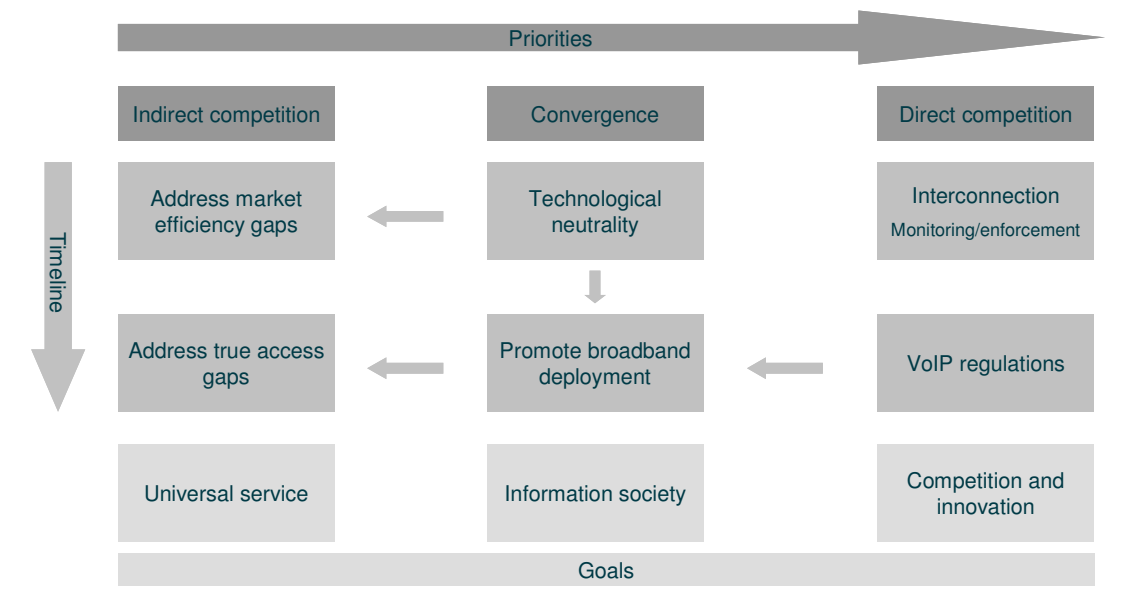 Priorities
Indirect competition
Convergence
Direct competition
Timeline
Address market
efficiency gaps
Technological
neutrality
Interconnection
Monitoring/enforcement
Address true access
gaps
Promote broadband
deployment
VoIP regulations
Universal service
Information society
Competition and
innovation
Goals